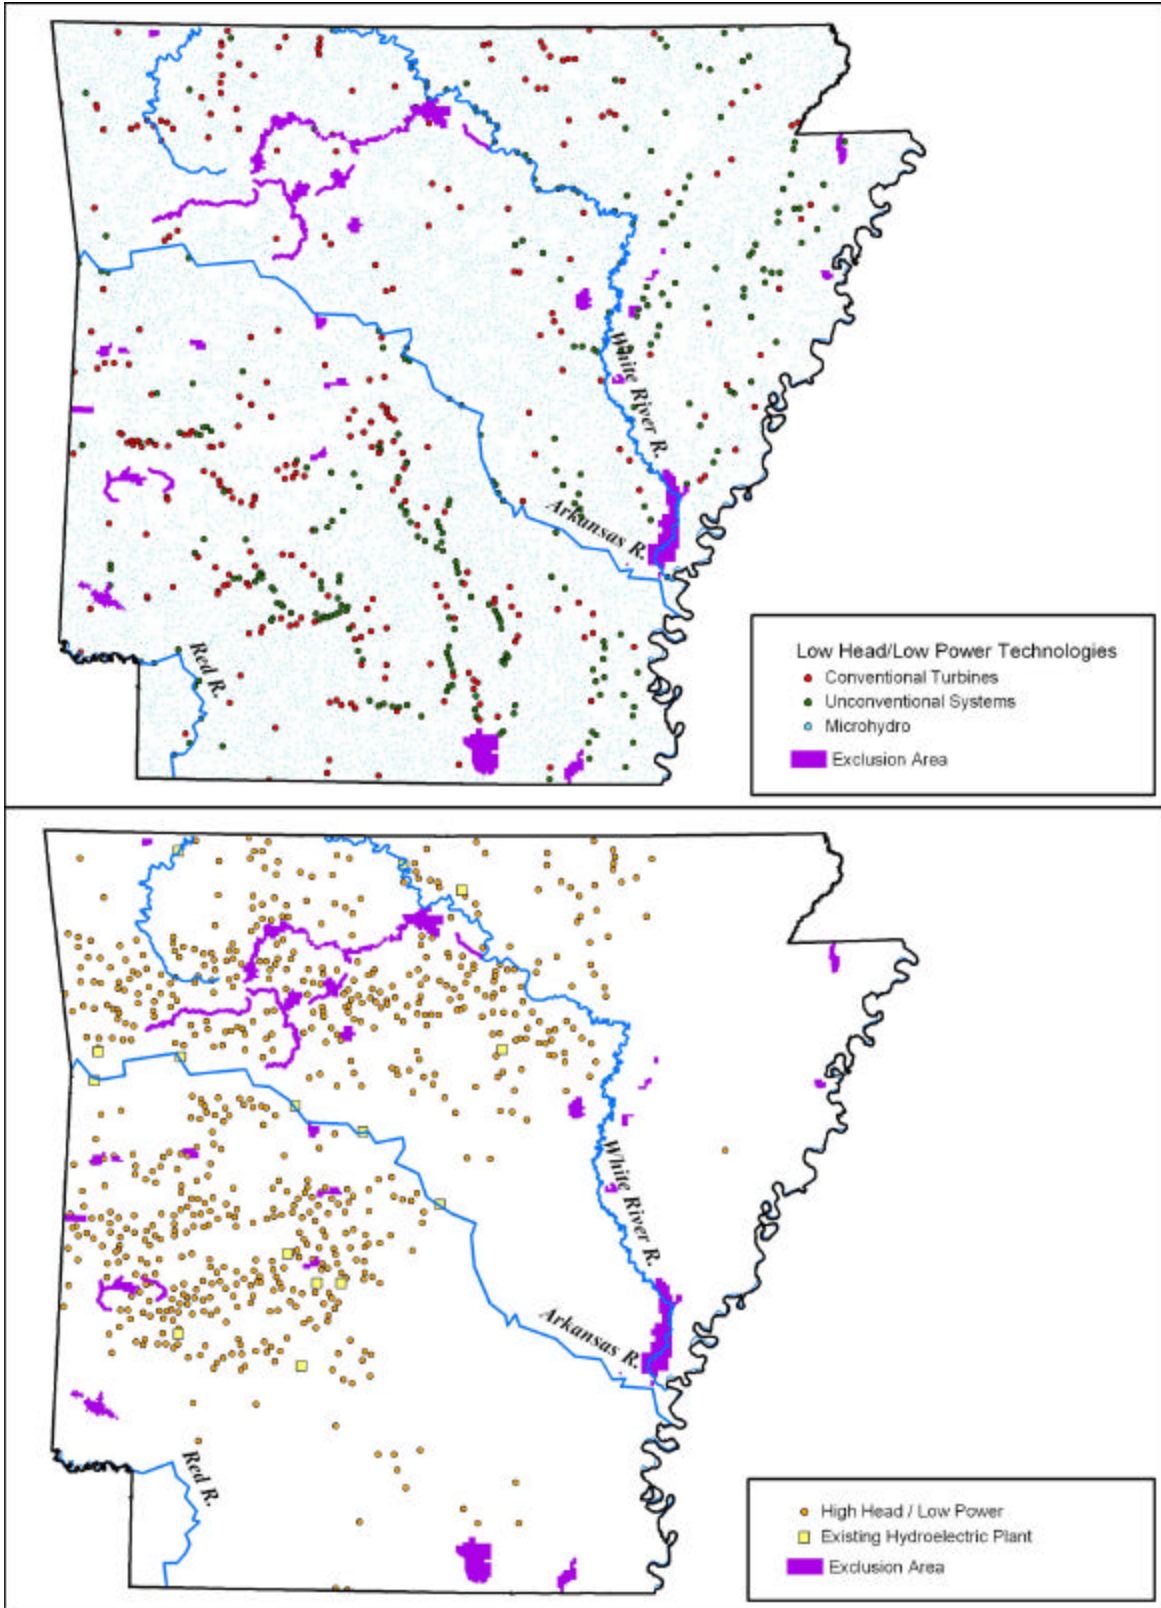 White River R.
Arkansas R.
Red R.
Low Head/Low Power Technologies
Conventional Turbines
Unconventional Systems
Microhydro
Exclusion Area
White River R.
Arkansas R.
Red R.
High Head / Low Power
Existing Hydroelectric Plant
Exclusion Area